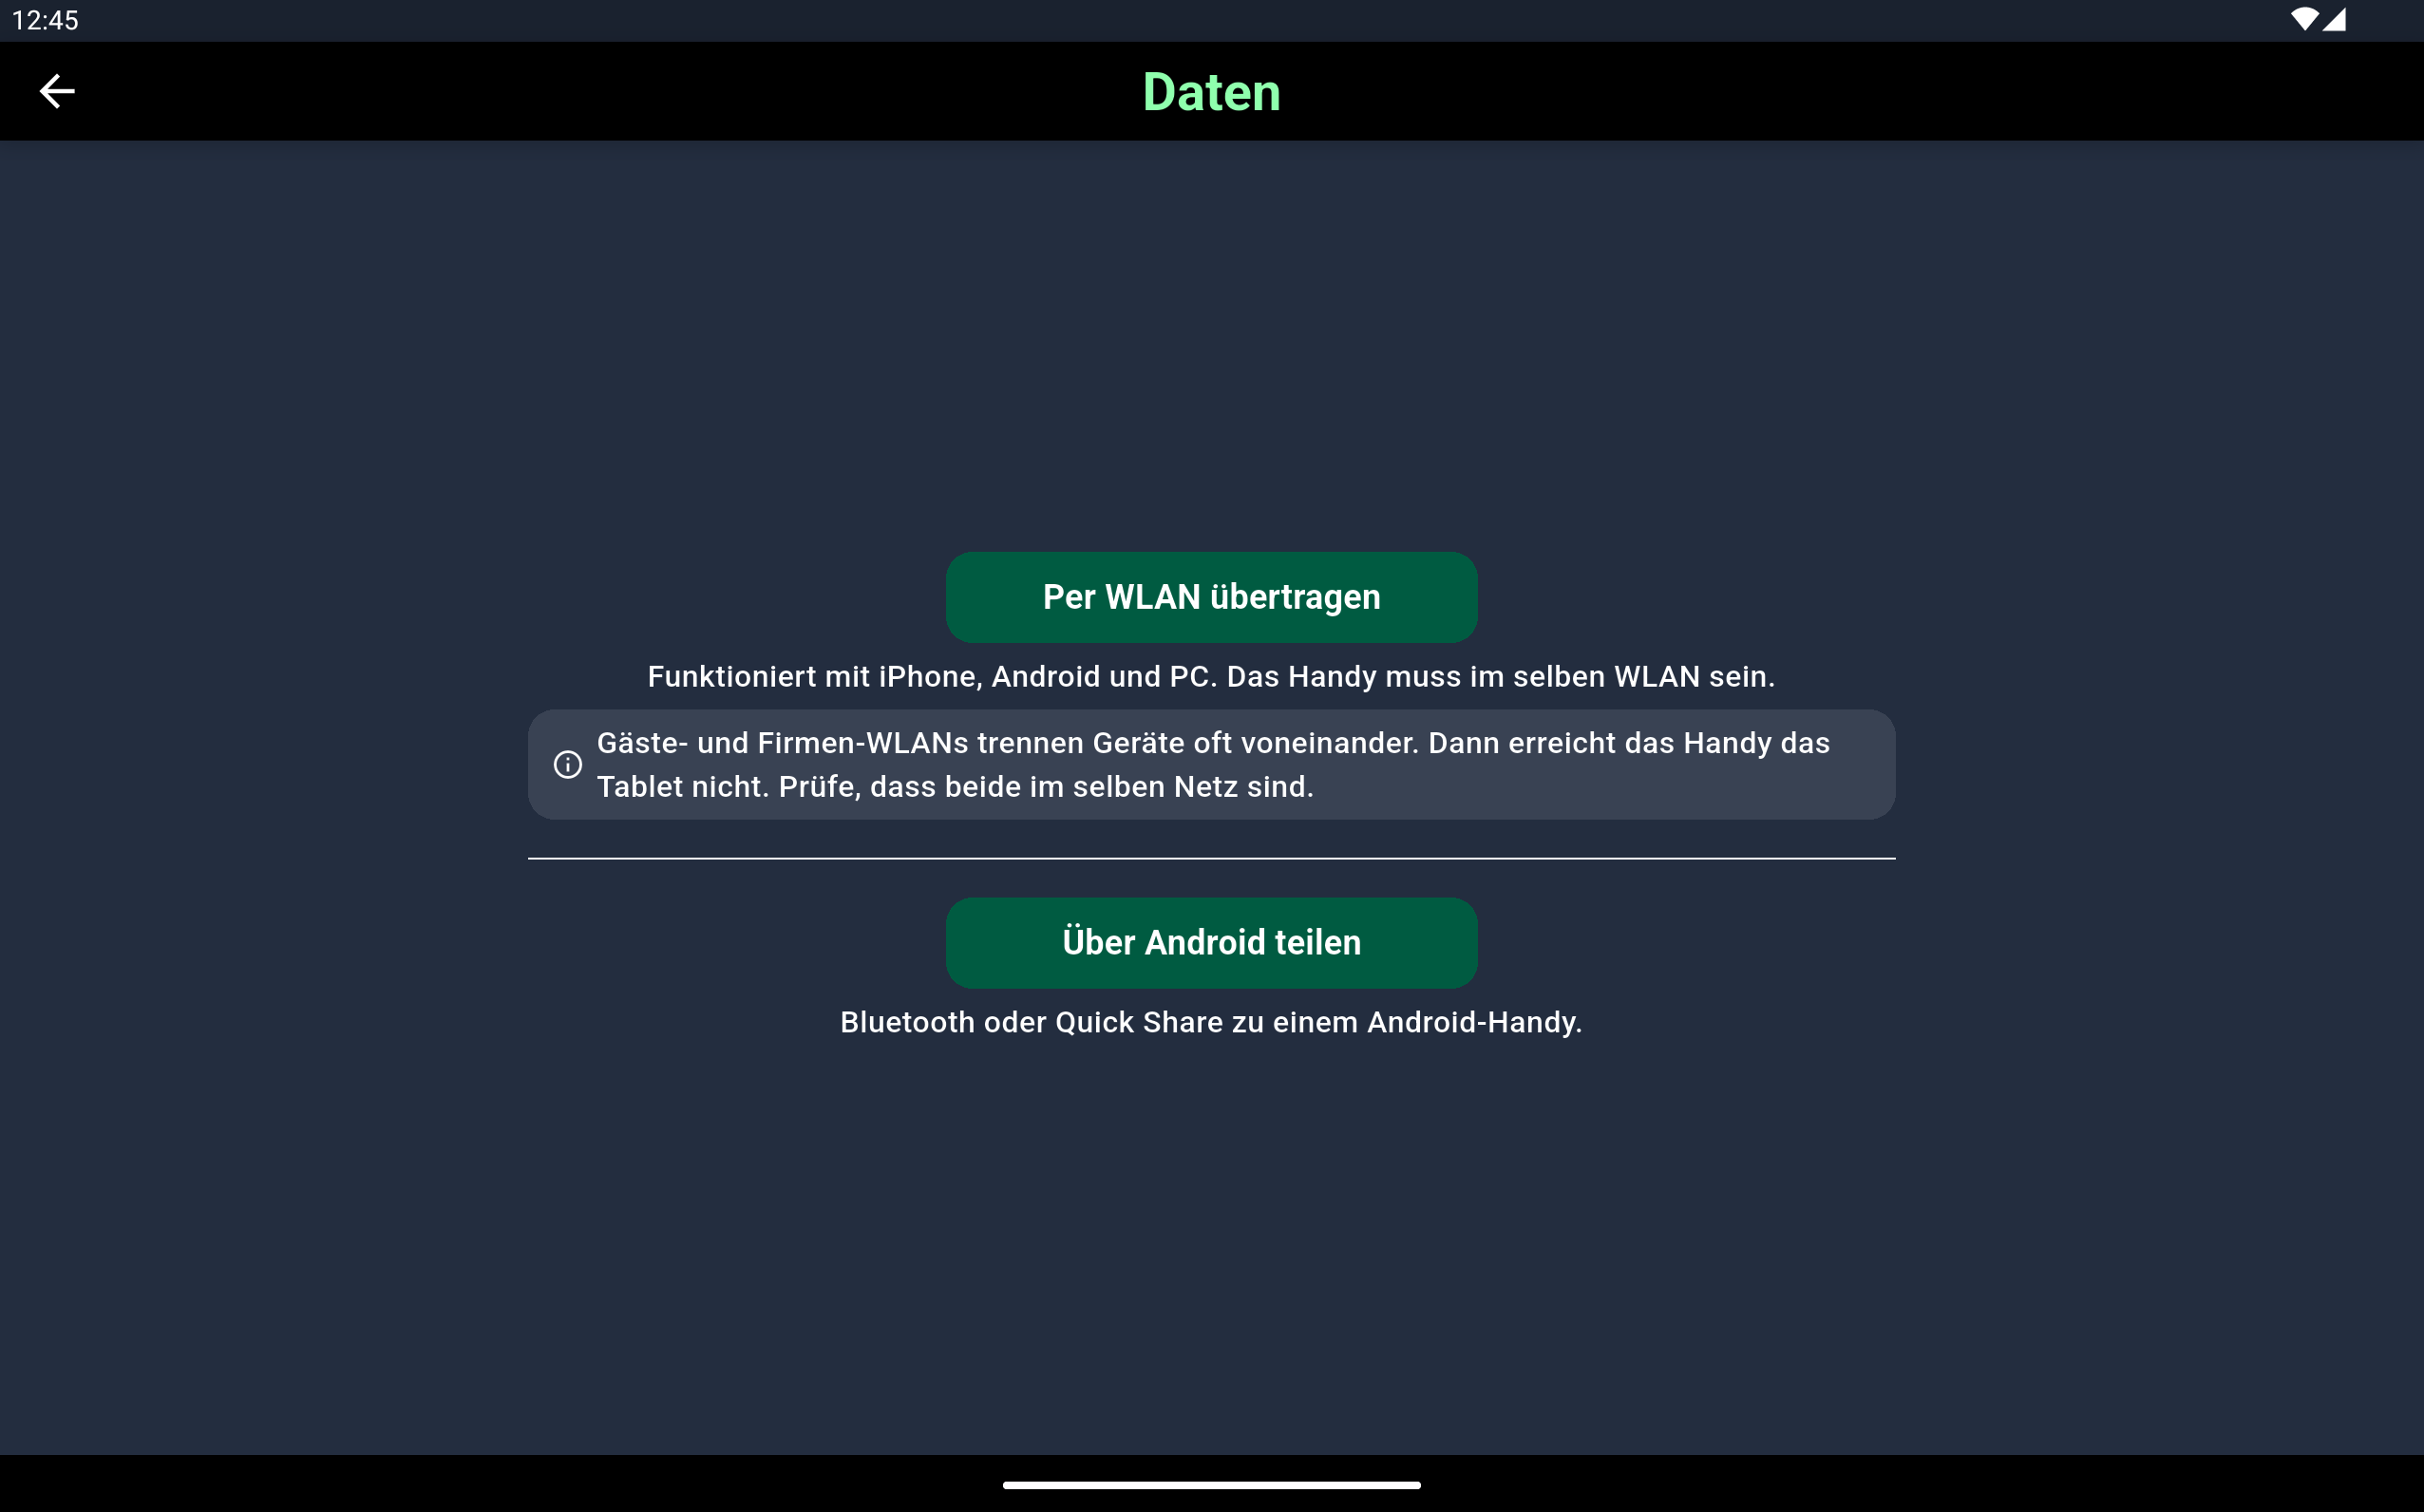 12:45
Daten
Per WLAN übertragen
Funktioniert mit iPhone, Android und PC. Das Handy muss im selben WLAN sein.
Gäste- und Firmen-WLANs trennen Geräte oft voneinander. Dann erreicht das Handy das
Tablet nicht. Prüfe, dass beide im selben Netz sind.
Über Android teilen
Bluetooth oder Quick Share zu einem Android-Handy.